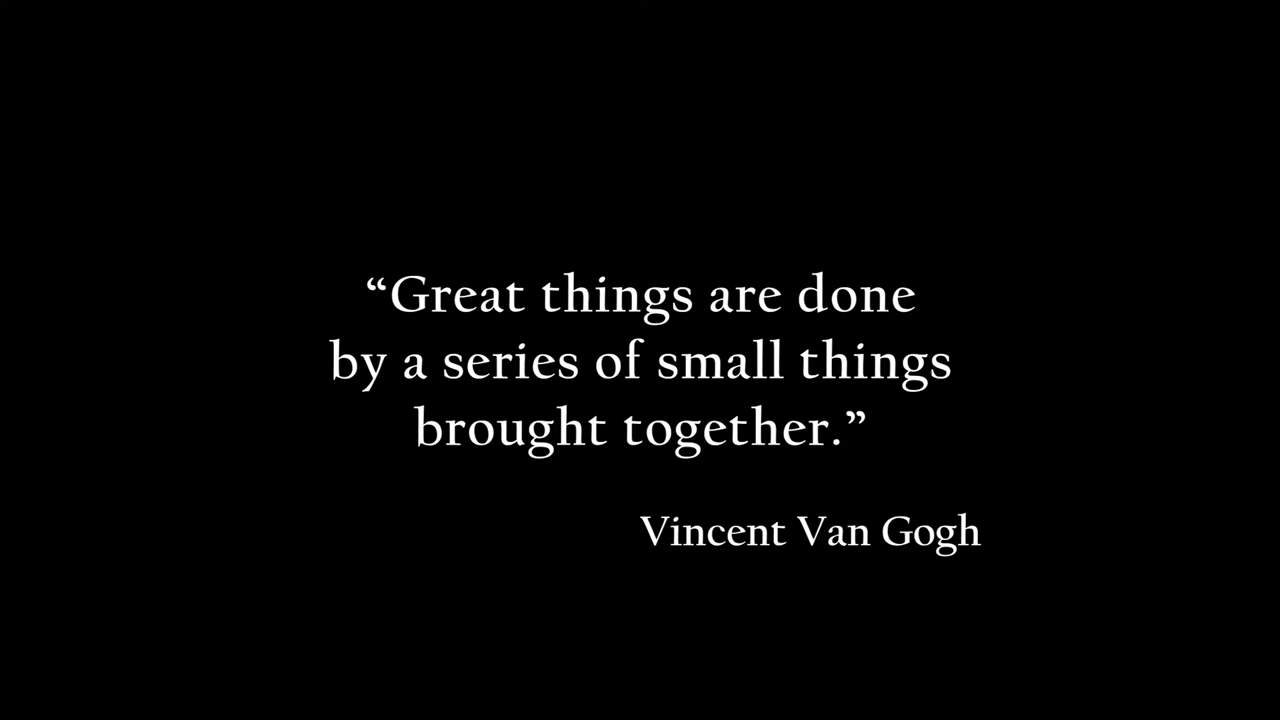 “Great things are done
by a series of small things
brought together.”
Vincent Van Gogh